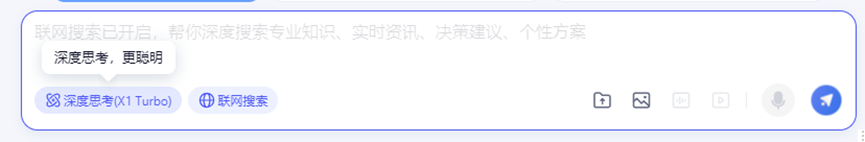 联网搜索已开启，帮你深度搜索专业知识、实时资讯、决策建议、个性方案
深度思考，更聪明
深度思考(X1 Turbo) 联网搜索